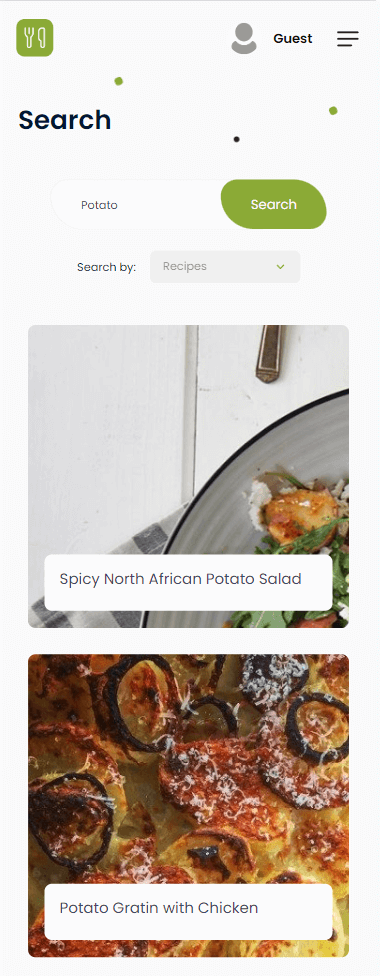 Guest
Search
Potato
Search
Search by:
Recipes
Spicy North African Potato Salad
Potato Gratin with Chicken